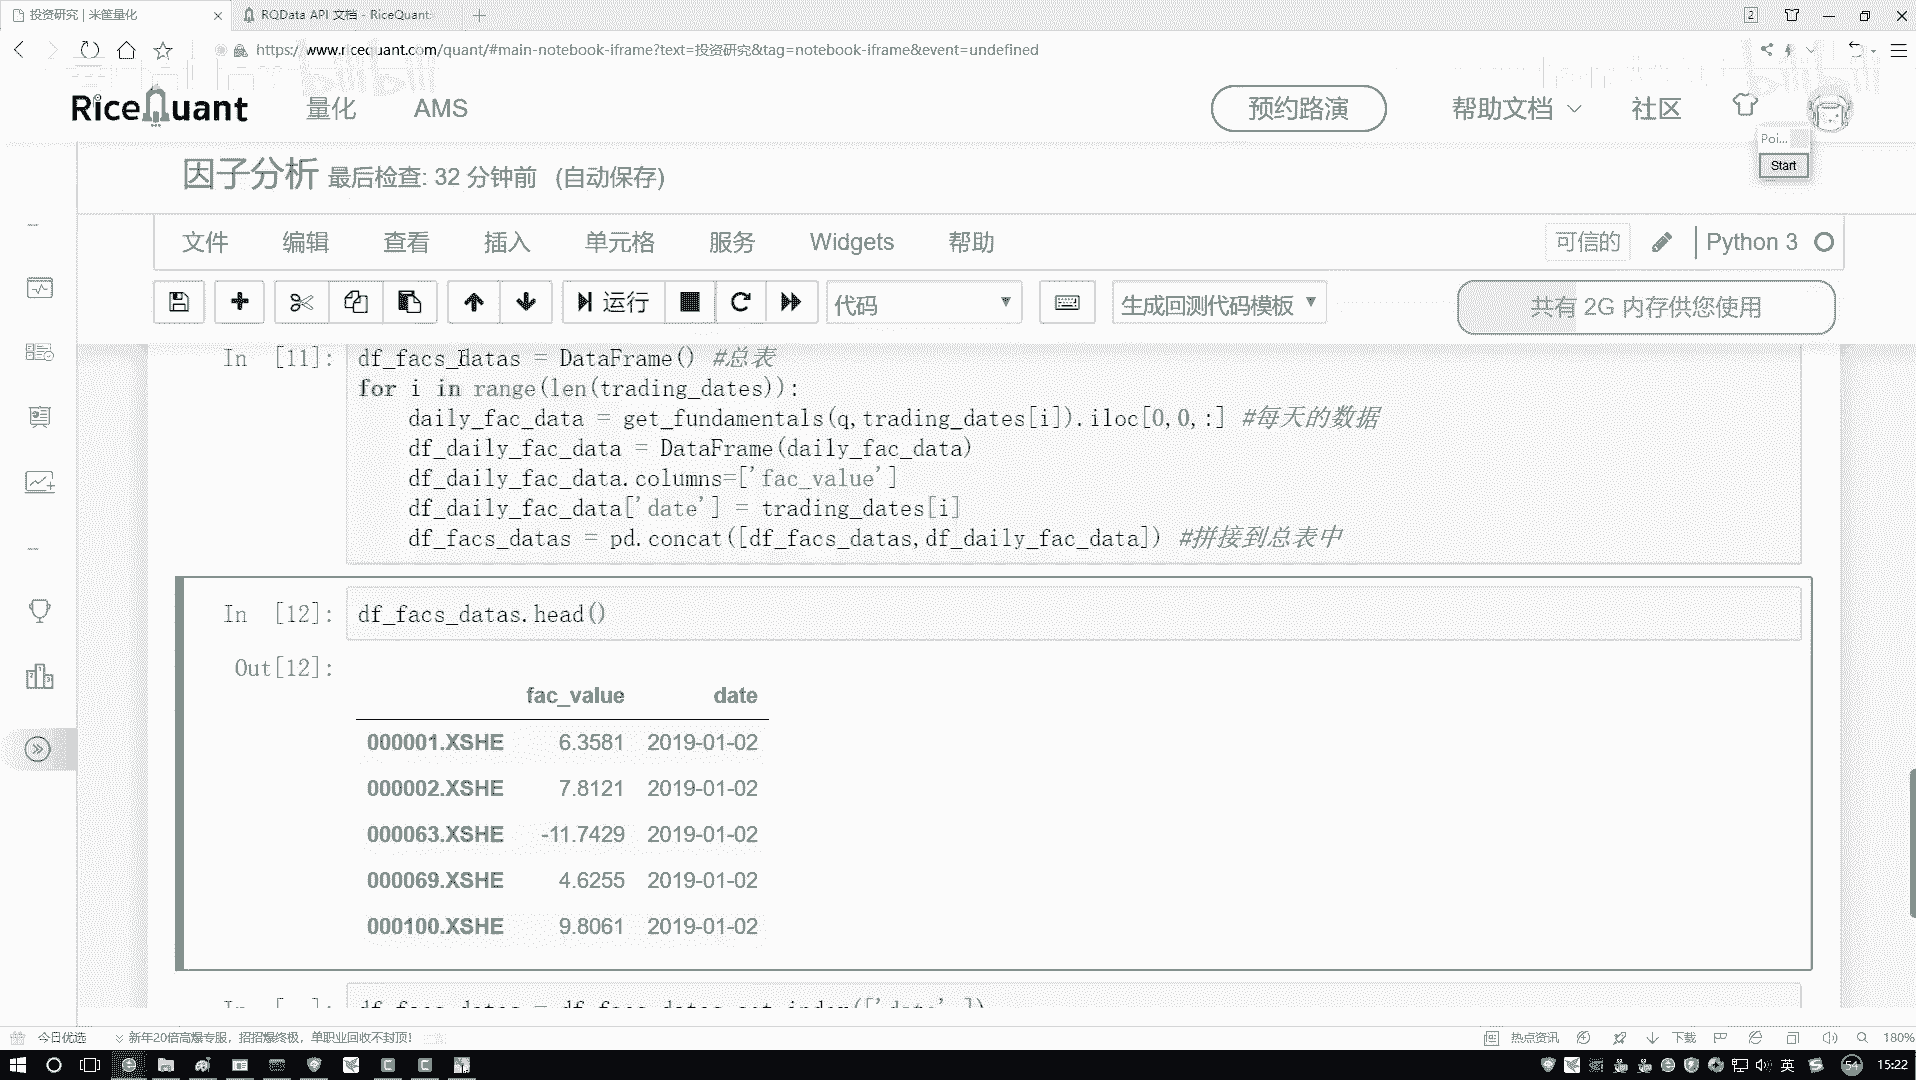 投资研究 | 米筐量化
RQData API 文档 - RiceQuant
2
https://www.ricequant.com/quant/#main-notebook-iframe?text=投资研究&tag=notebook-iframe&event=undefined
RiceQuant 量化 AMS 预约路演 帮助文档 社区
Poi...
Start
因子分析 最后检查: 32 分钟前 (自动保存)
文件 编辑 查看 插入 单元格 服务 Widgets 帮助 可信的 Python 3
运行 代码 生成回测代码模板 共有 2G 内存供您使用
In [11]: df_facs_datas = DataFrame() #总表
for i in range(len(trading_dates)):
daily_fac_data = get_fundamentals(q,trading_dates[i]).iloc[0,0,:] #每天的数据
df_daily_fac_data = DataFrame(daily_fac_data)
df_daily_fac_data.columns=['fac_value']
df_daily_fac_data['date'] = trading_dates[i]
df_facs_datas = pd.concat([df_facs_datas,df_daily_fac_data]) #拼接到总表中
In [12]: df_facs_datas.head()
Out[12]:
fac_value date
000001.XSHE 6.3581 2019-01-02
000002.XSHE 7.8121 2019-01-02
000063.XSHE -11.7429 2019-01-02
000069.XSHE 4.6255 2019-01-02
000100.XSHE 9.8061 2019-01-02
In [ ]: df_facs_datas = df_facs_datas.set_index(['date',])
今日优选 新年20倍高爆专服，招招爆终极，单职业回收不封顶！ 热点资讯 下载 180%
英 54 15:22